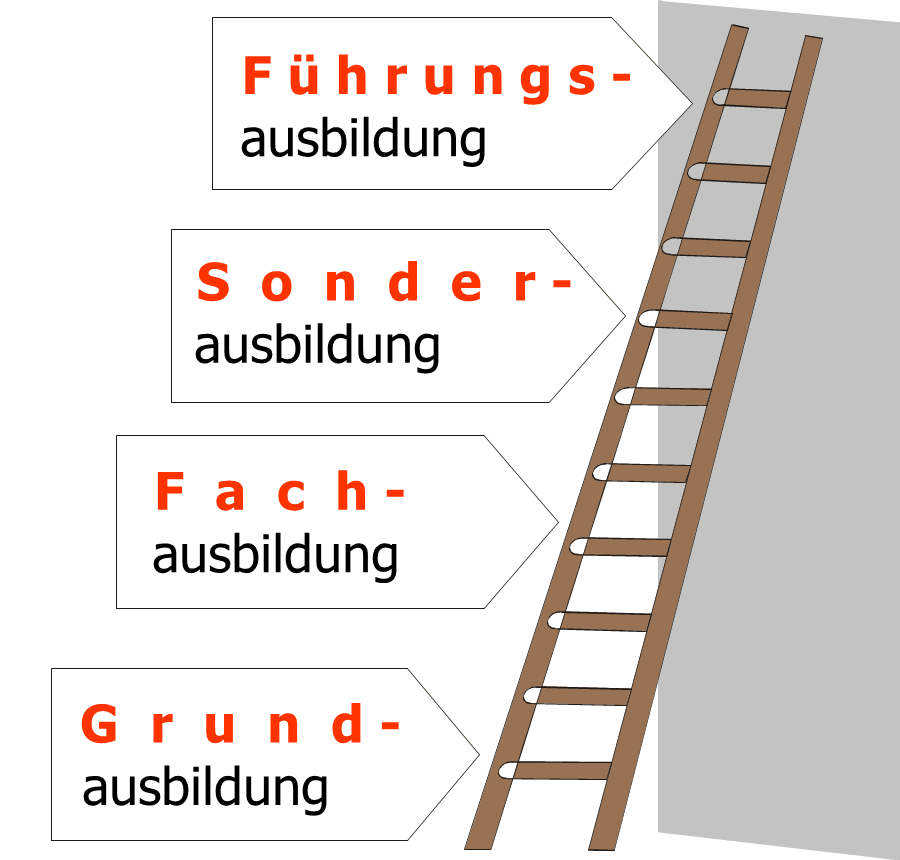 Führungs-
ausbildung
Sonder-
ausbildung
Fach-
ausbildung
Grund-
ausbildung